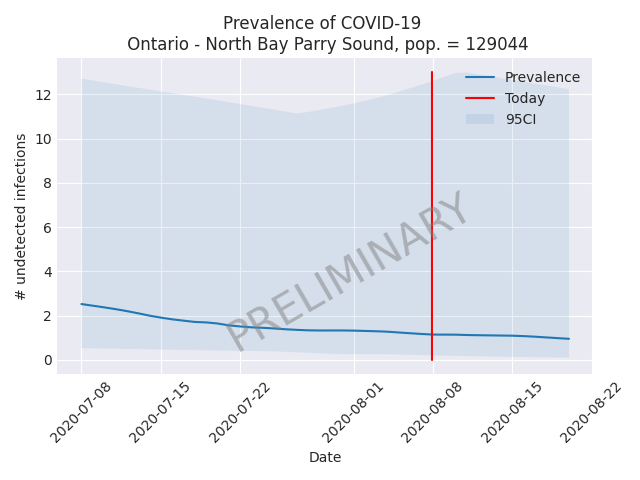 Prevalence of COVID-19
Ontario - North Bay Parry Sound, pop. = 129044
Prevalence
Today
95CI
# undetected infections
12
10
8
6
4
2
0
PRELIMINARY
2020-07-08
2020-07-15
2020-07-22
2020-08-01
2020-08-08
2020-08-15
2020-08-22
Date